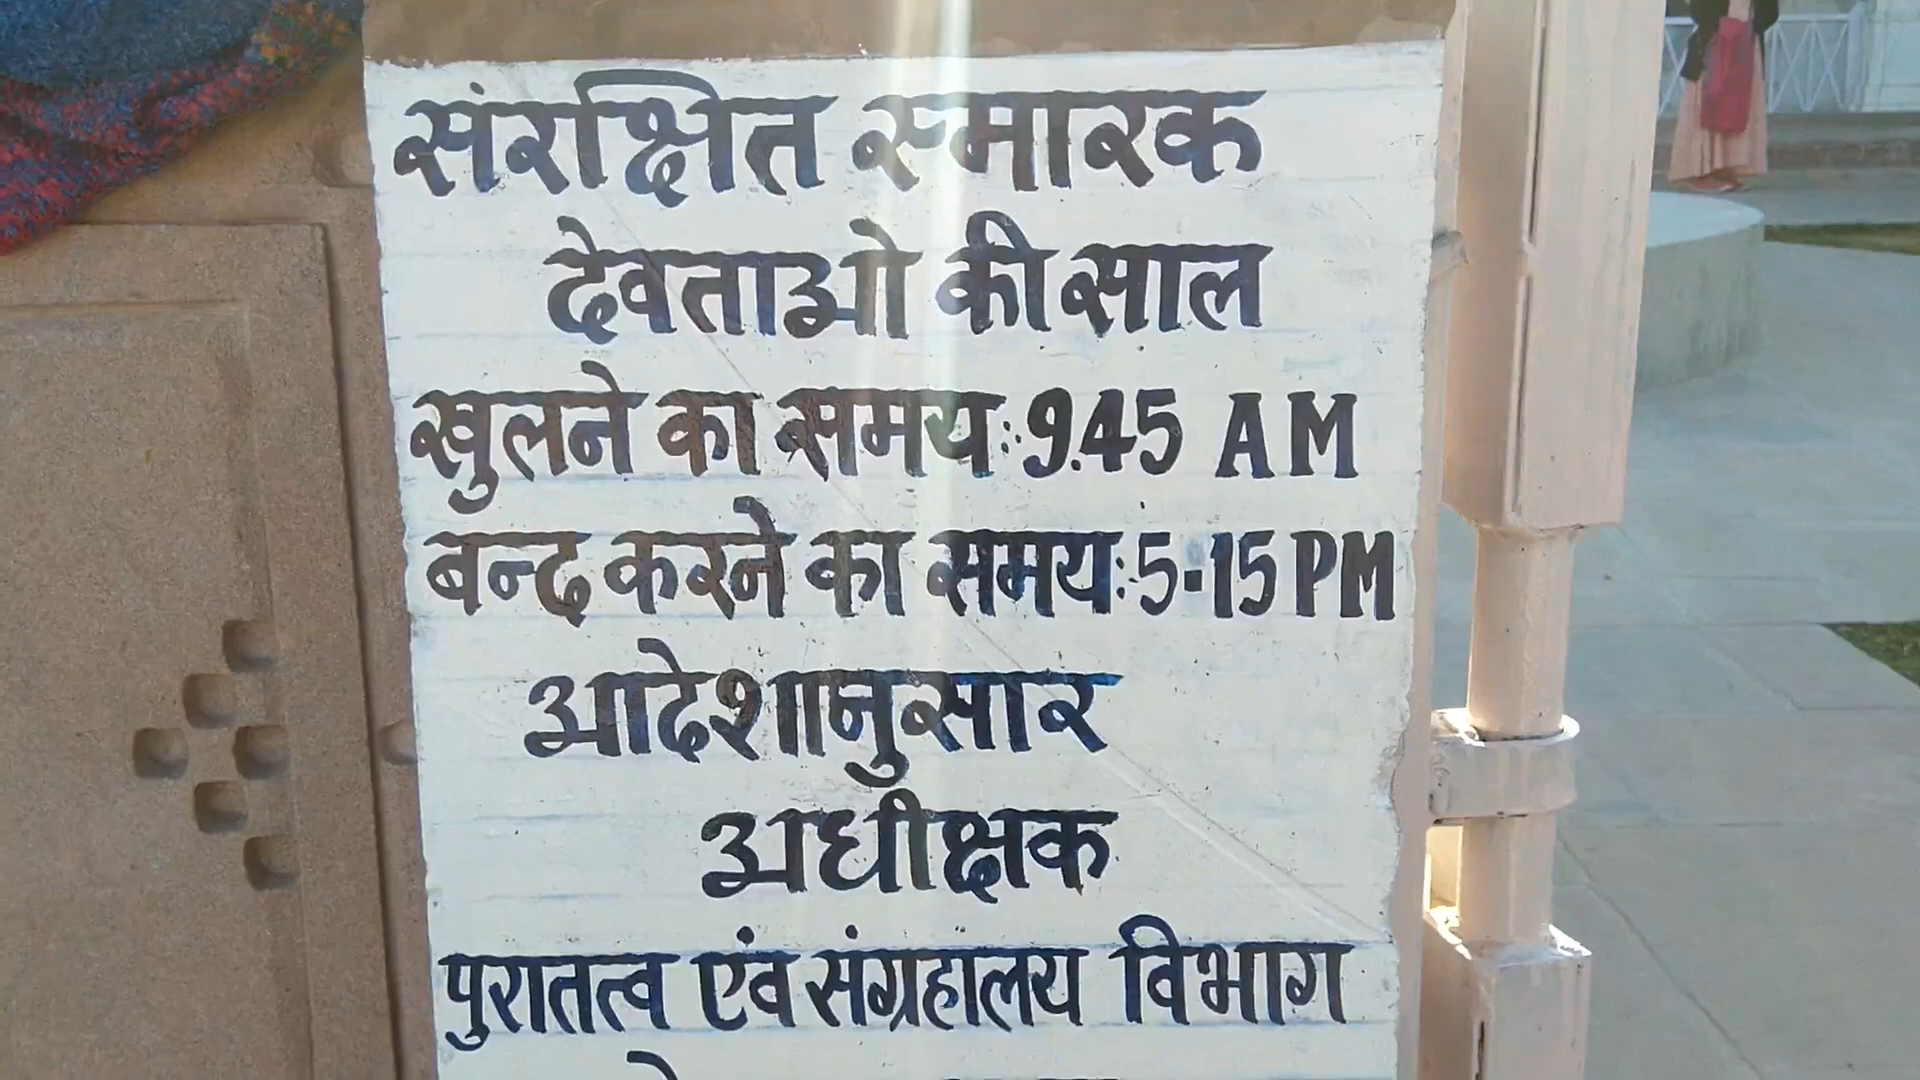 संरक्षित स्मारक
देवताओ की साल
खुलने का समय: 9.45 AM
बन्द करने का समय: 5-15 PM
आदेशानुसार
अधीक्षक
पुरातत्व एंव संग्रहालय विभाग